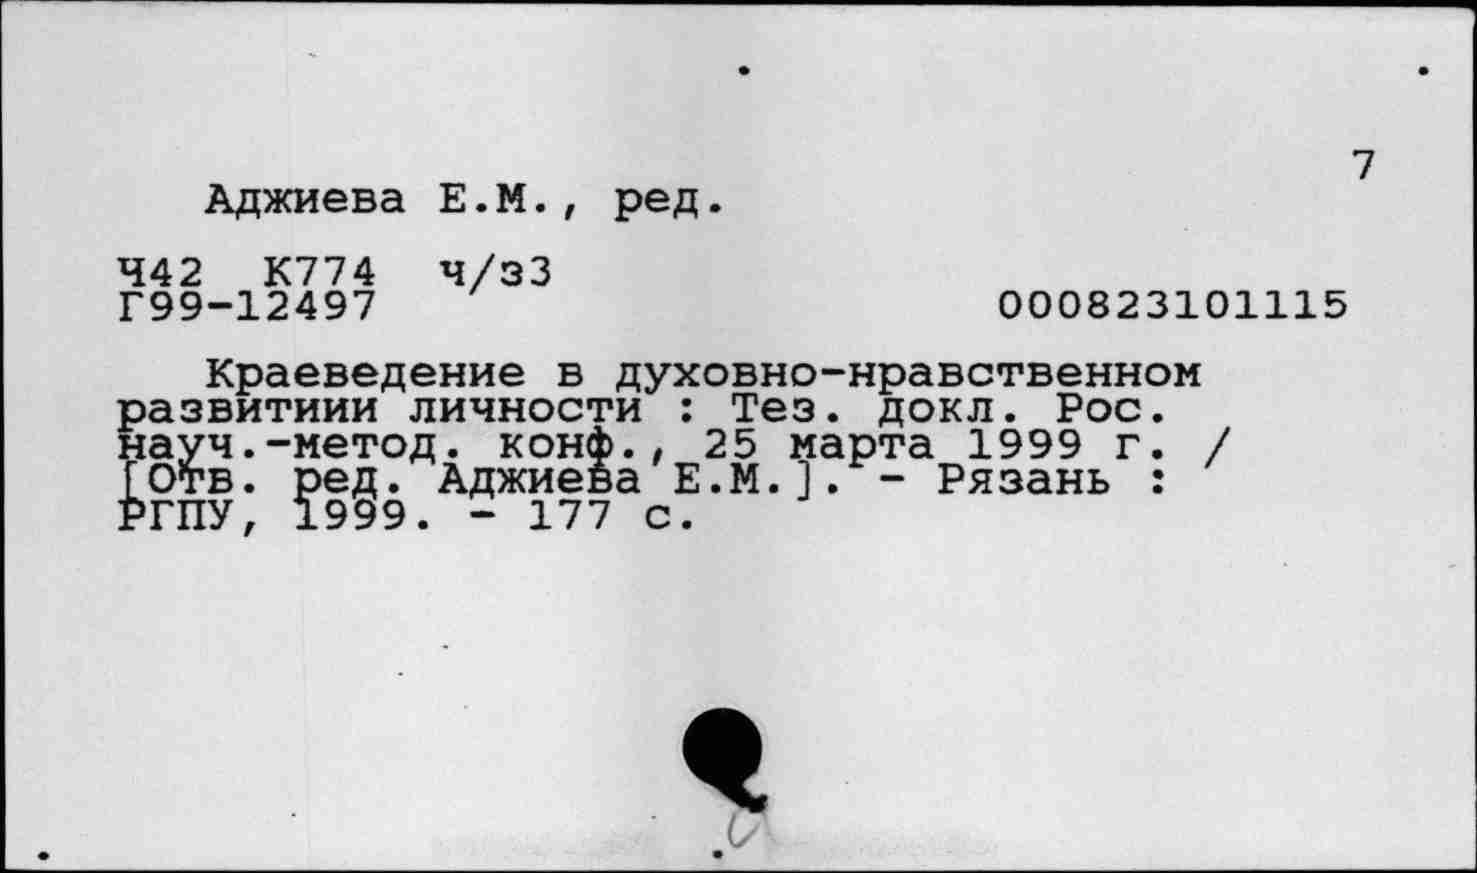 7
Аджиева Е.М., ред.
Ч42 К774 ч/з3
Г99-12497 000823101115
Краеведение в духовно-нравственном
развитиии личности : Тез. докл. Рос.
науч.-метод. конф., 25 марта 1999 г. /
[Отв. ред. Аджиева Е.М.]. - Рязань :
РГПУ, 1999. - 177 с.